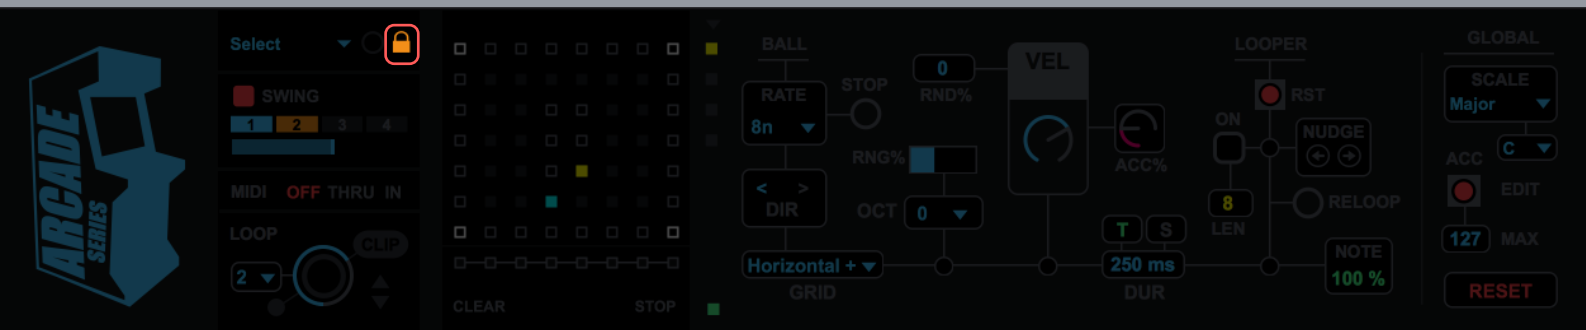 ARCADE
SERIES
Select
SWING
1 2 3 4
MIDI OFF THRU IN
LOOP
CLIP
2
CLEAR STOP
BALL
RATE
8n
STOP
< >
DIR
Horizontal +
GRID
0
RND%
RNG%
OCT 0
VEL
ACC%
T S
250 ms
DUR
LOOPER
RST
ON
NUDGE
8
LEN
RELOOP
NOTE
100 %
GLOBAL
SCALE
Major
C
ACC
EDIT
127 MAX
RESET